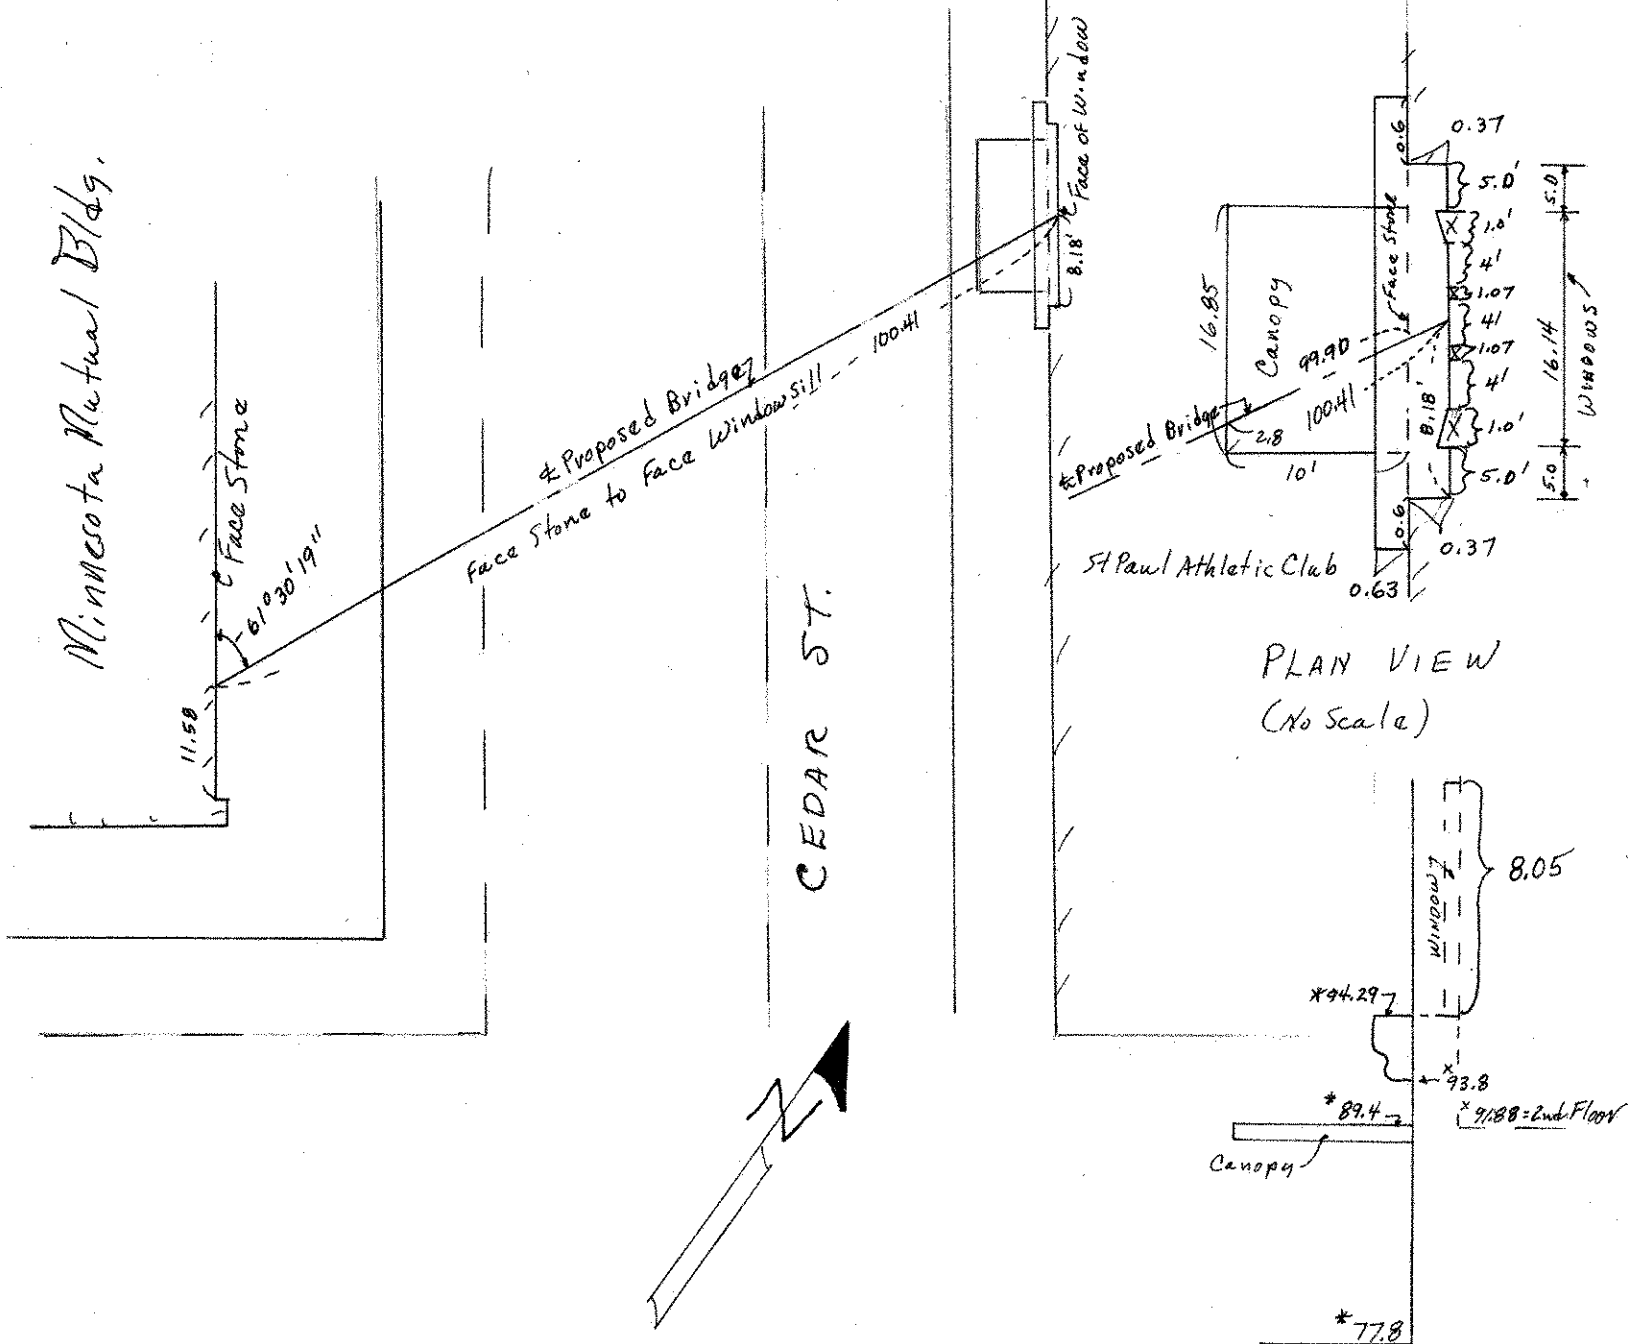 Minnesota Mutual Bldg.
Face Stone
61°30'19"
11.58
℄ Proposed Bridge
Face Stone to Face Windowsill
100.41
CEDAR ST.
8.18'
Face of Window
N
16.85
Canopy
℄ Proposed Bridge
99.90
100.41
2.8
10'
Face Stone
0.6
0.37
5.0'
1.0'
4'
1.07
4'
1.07
4'
1.0'
5.0'
8.18'
5.0
16.14
5.0
WINDOWS
0.6
0.37
0.63
St Paul Athletic Club
PLAN VIEW
(No Scale)
WINDOW
8.05
*94.29
x 93.8
* 89.4
x 91.88 = 2nd Floor
Canopy
* 77.8